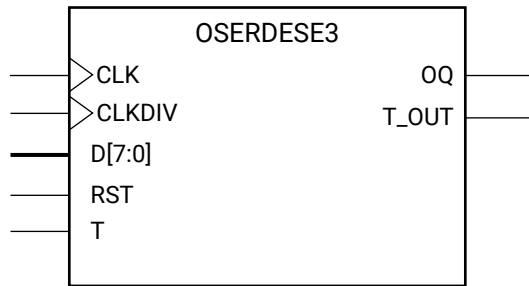 OSERDESE3
CLK
OQ
CLKDIV
T_OUT
D[7:0]
RST
T